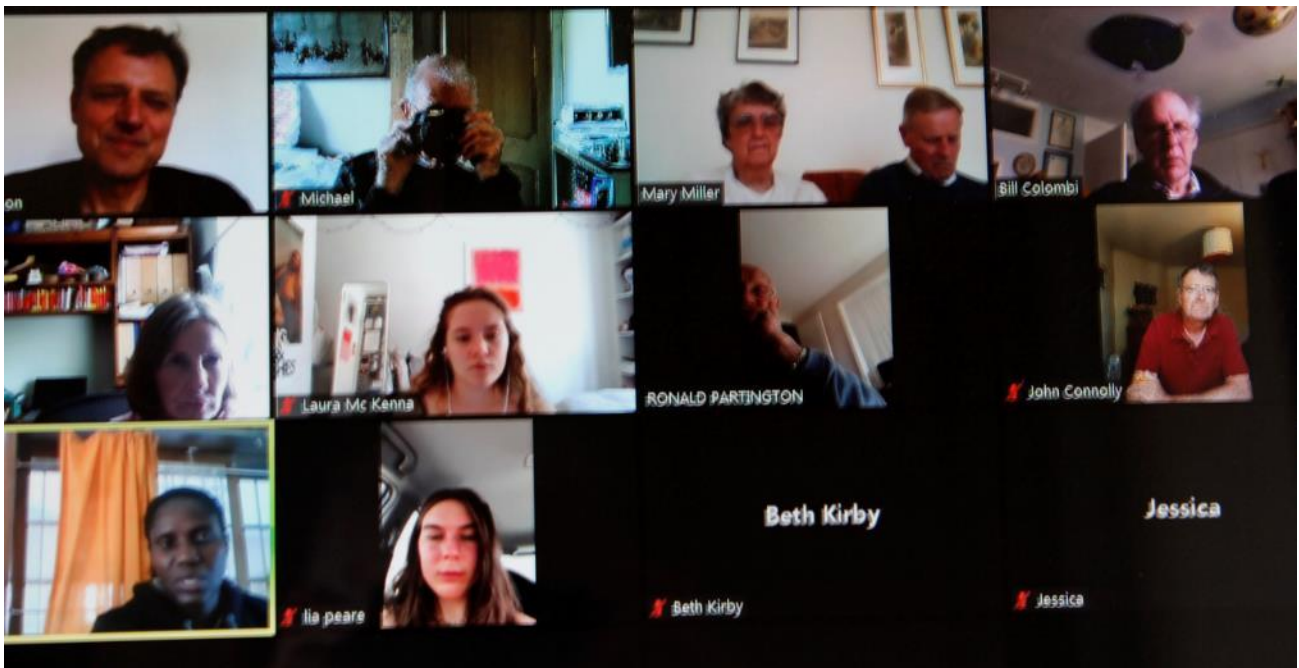 on
Michael
Mary Miller
Bill Colombi
Laura Mc Kenna
RONALD PARTINGTON
John Connolly
lia peare
Beth Kirby
Beth Kirby
Jessica
Jessica